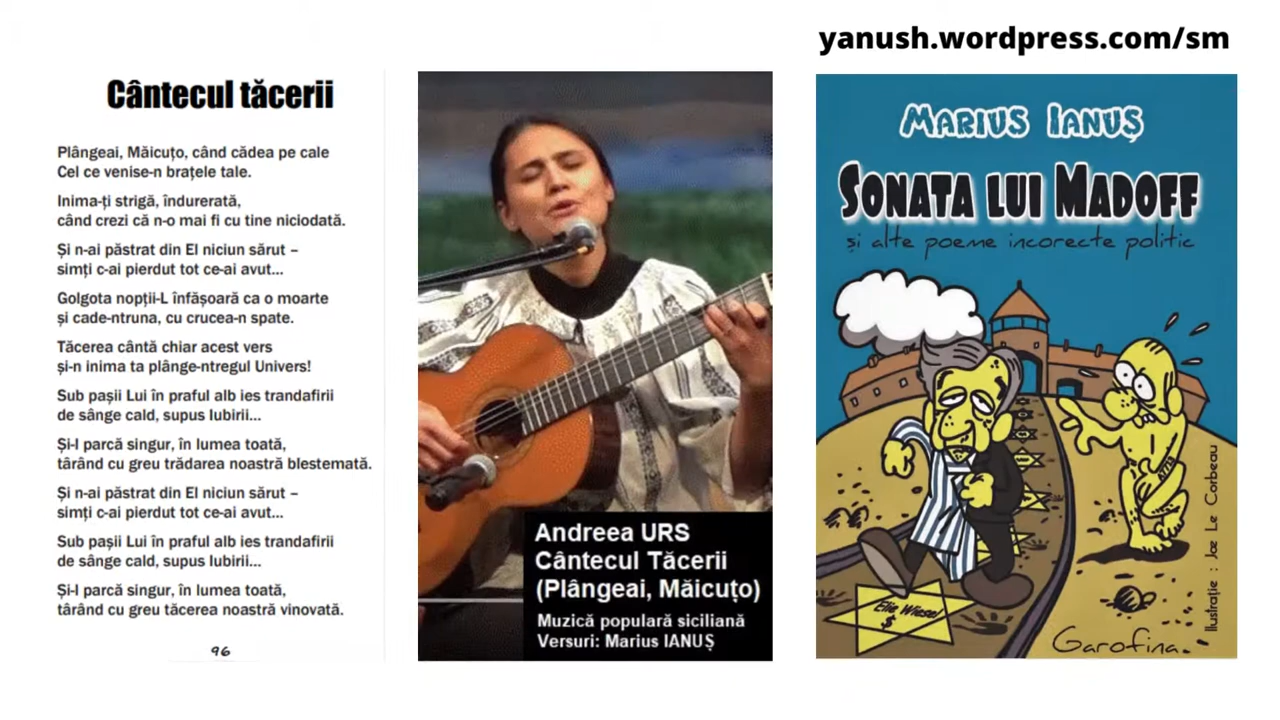 yanush.wordpress.com/sm
Cântecul tăcerii
Plângeai, Măicuțo, când cădea pe cale
Cel ce venise-n brațele tale.
Inima-ți strigă, îndurerată,
când crezi că n-o mai fi cu tine niciodată.
Și n-ai păstrat din El niciun sărut –
simți c-ai pierdut tot ce-ai avut...
Golgota nopții-L înfășoară ca o moarte
și cade-ntruna, cu crucea-n spate.
Tăcerea cântă chiar acest vers
și-n inima ta plânge-ntregul Univers!
Sub pașii Lui în praful alb ies trandafirii
de sânge cald, supus Iubirii...
Și-I parcă singur, în lumea toată,
târând cu greu trădarea noastră blestemată.
Și n-ai păstrat din El niciun sărut –
simți c-ai pierdut tot ce-ai avut...
Sub pașii Lui în praful alb ies trandafirii
de sânge cald, supus Iubirii...
Și-I parcă singur, în lumea toată,
târând cu greu tăcerea noastră vinovată.
96
Andreea URS
Cântecul Tăcerii
(Plângeai, Măicuțo)
Muzică populară siciliană
Versuri: Marius IANUȘ
MARIUS IANUȘ
SONATA LUI MADOFF
și alte poeme incorecte politic
Elie Wiesel
$
Ilustrație : Joe Le Corbeau
Garofina.